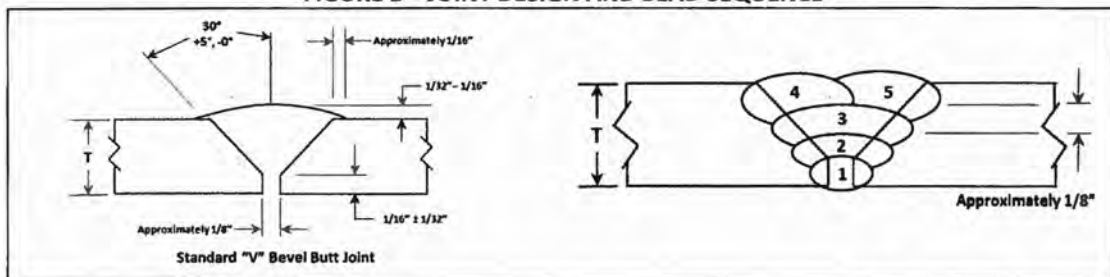 30°
+5°, -0°
Approximately 1/16"
1/32" – 1/16"
T
1/16" ± 1/32"
Approximately 1/8"
Standard "V" Bevel Butt Joint
4
5
3
2
1
T
Approximately 1/8"